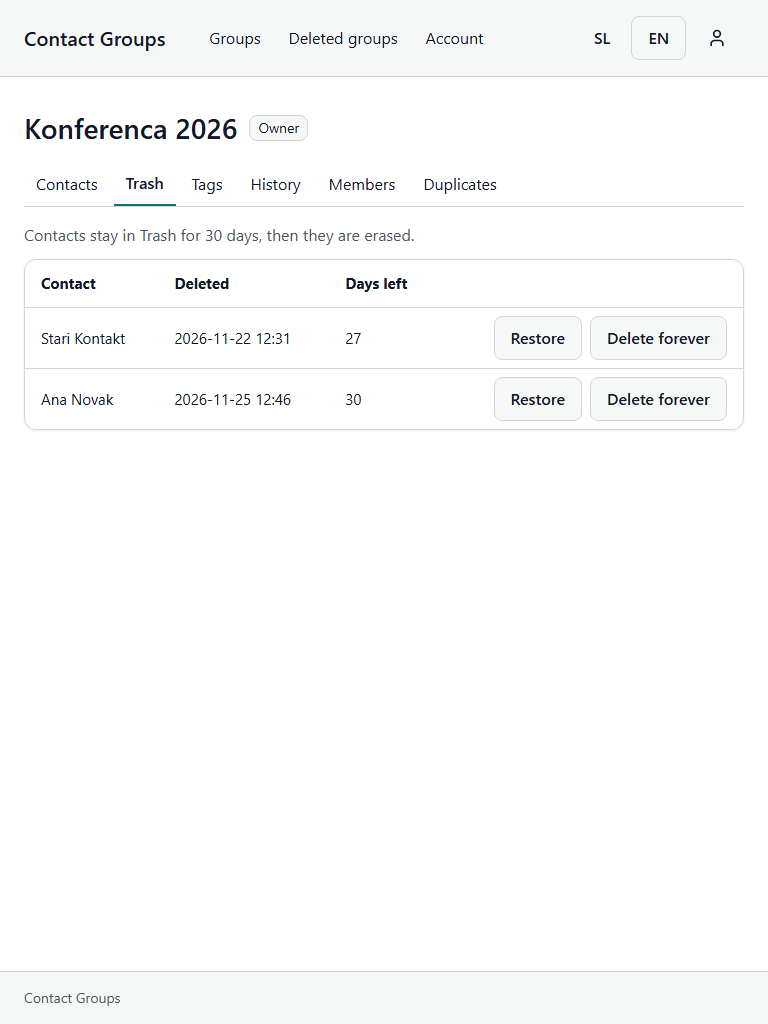 Contact Groups Groups Deleted groups Account SL EN
Konferenca 2026 Owner
Contacts Trash Tags History Members Duplicates
Contacts stay in Trash for 30 days, then they are erased.
Contact Deleted Days left
Stari Kontakt 2026-11-22 12:31 27 Restore Delete forever
Ana Novak 2026-11-25 12:46 30 Restore Delete forever
Contact Groups